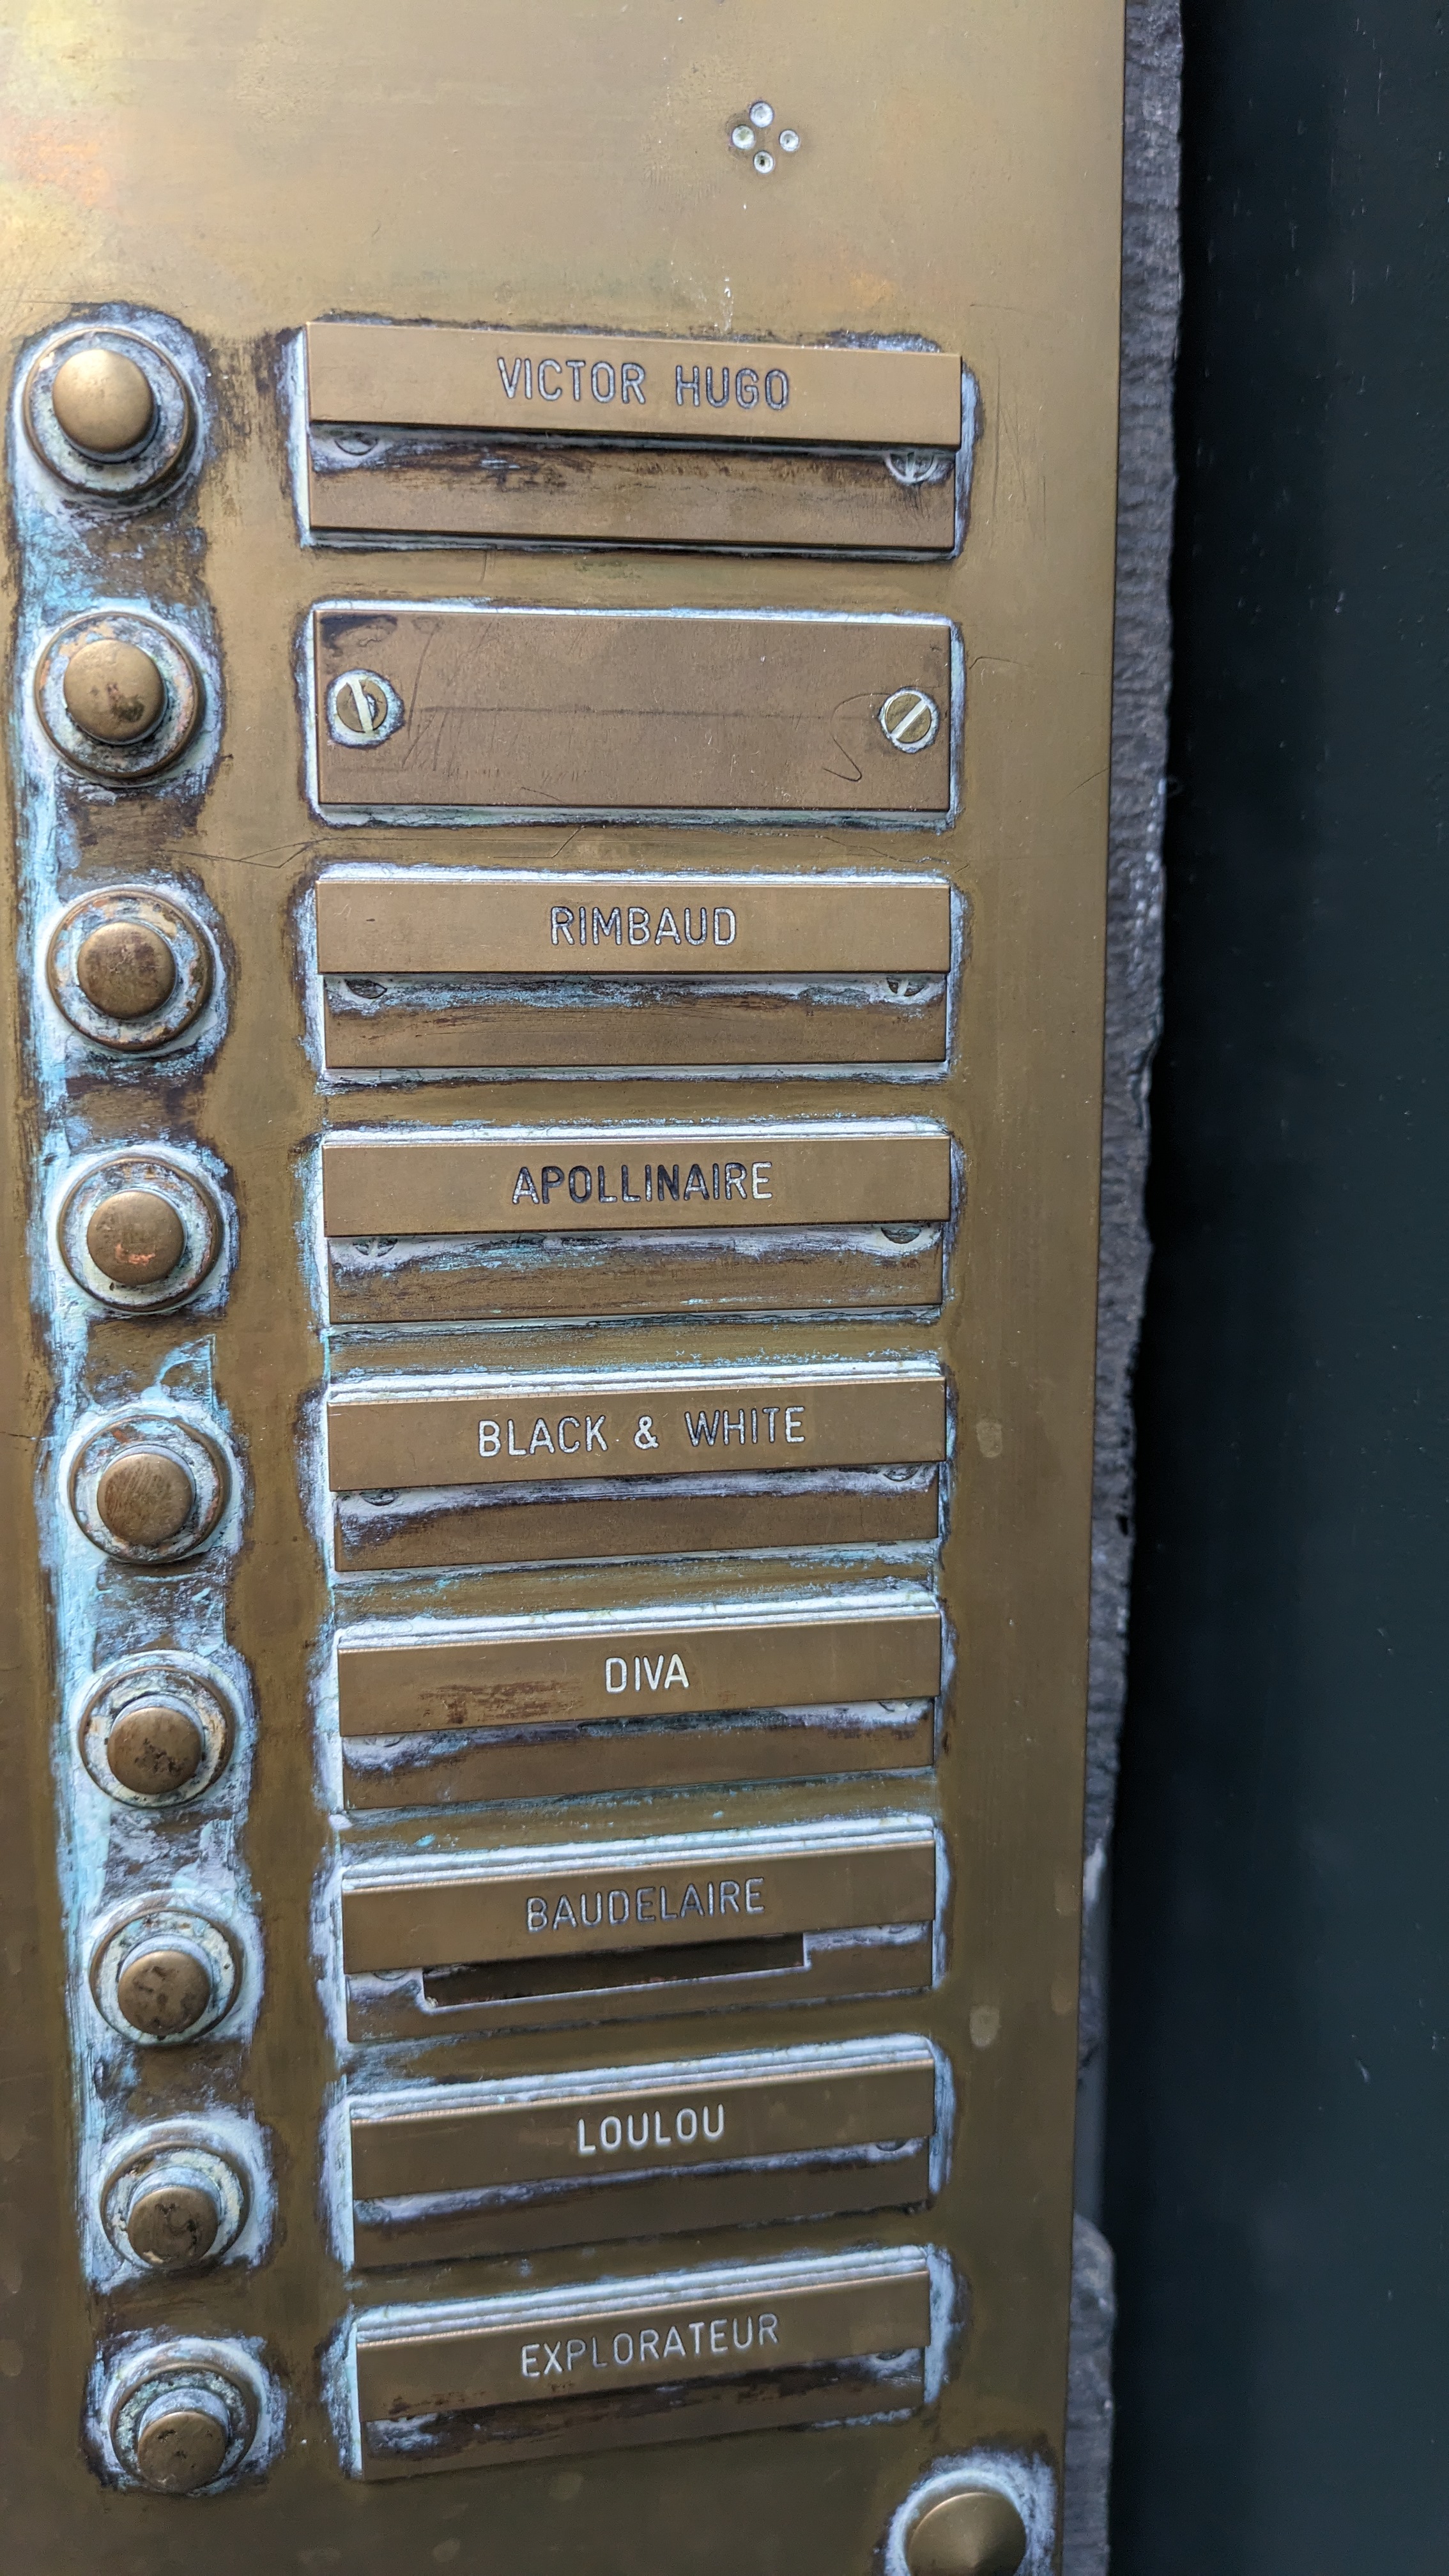 VICTOR HUGO
RIMBAUD
APOLLINAIRE
BLACK & WHITE
DIVA
BAUDELAIRE
LOULOU
EXPLORATEUR